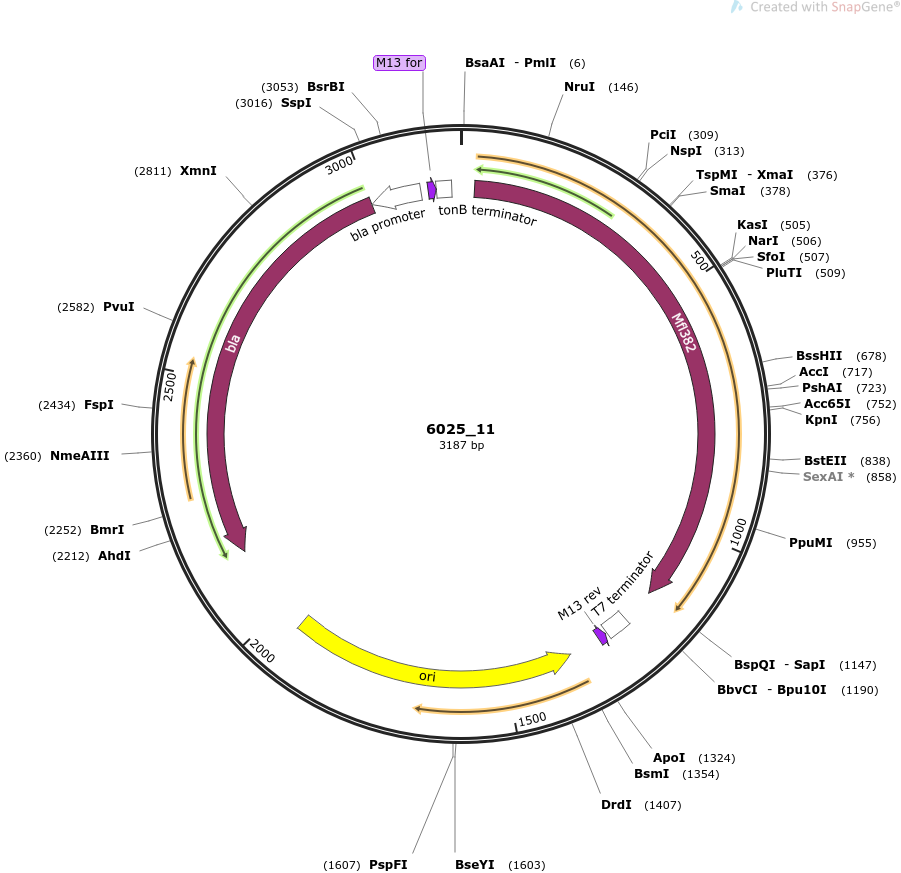 Created with SnapGene®
M13 for
BsaAI - PmlI (6)
(3053) BsrBI
NruI (146)
(3016) SspI
PciI (309)
NspI (313)
3000
(2811) XmnI
TspMI - XmaI (376)
SmaI (378)
bla promoter
tonB terminator
KasI (505)
NarI (506)
SfoI (507)
PluTI (509)
500
(2582) PvuI
bla
Mfl382
BssHII (678)
AccI (717)
PshAI (723)
2500
(2434) FspI
Acc65I (752)
KpnI (756)
6025_11
3187 bp
(2360) NmeAIII
BstEII (838)
SexAI * (858)
(2252) BmrI
1000
PpuMI (955)
(2212) AhdI
M13 rev
T7 terminator
2000
ori
BspQI - SapI (1147)
BbvCI - Bpu10I (1190)
1500
ApoI (1324)
BsmI (1354)
DrdI (1407)
(1607) PspFI
BseYI (1603)